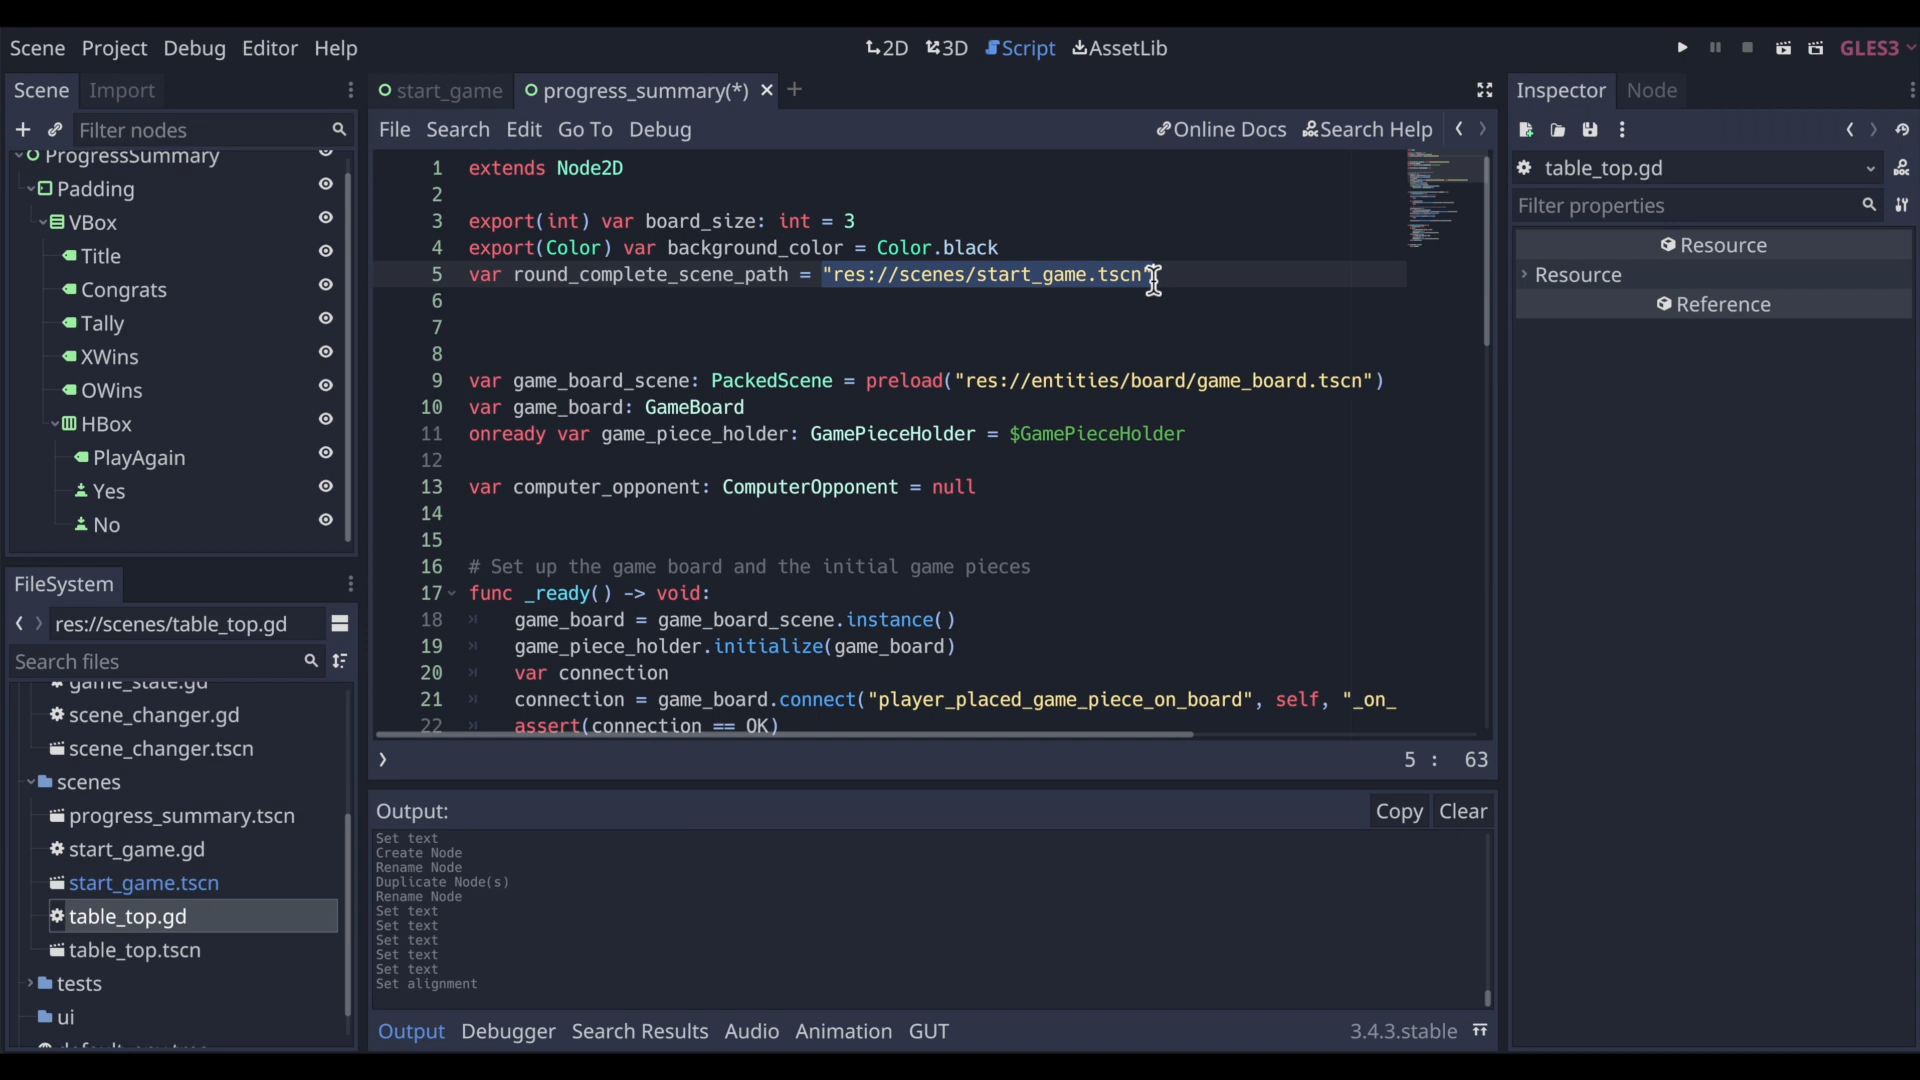 Scene Project Debug Editor Help
2D 3D Script AssetLib
GLES3
Scene Import
start_game progress_summary(*)
Inspector Node
Filter nodes
File Search Edit Go To Debug
Online Docs Search Help
ProgressSummary
Padding
VBox
Title
Congrats
Tally
XWins
OWins
HBox
PlayAgain
Yes
No
FileSystem
res://scenes/table_top.gd
Search files
game_state.gd
scene_changer.gd
scene_changer.tscn
scenes
progress_summary.tscn
start_game.gd
start_game.tscn
table_top.gd
table_top.tscn
tests
ui
1 extends Node2D
2
3 export(int) var board_size: int = 3
4 export(Color) var background_color = Color.black
5 var round_complete_scene_path = "res://scenes/start_game.tscn"
6
7
8
9 var game_board_scene: PackedScene = preload("res://entities/board/game_board.tscn")
10 var game_board: GameBoard
11 onready var game_piece_holder: GamePieceHolder = $GamePieceHolder
12
13 var computer_opponent: ComputerOpponent = null
14
15
16 # Set up the game board and the initial game pieces
17 func _ready() -> void:
18 game_board = game_board_scene.instance()
19 game_piece_holder.initialize(game_board)
20 var connection
21 connection = game_board.connect("player_placed_game_piece_on_board", self, "_on_
22 assert(connection == OK)
5 : 63
Output:
Copy Clear
Set text
Create Node
Rename Node
Duplicate Node(s)
Rename Node
Set text
Set text
Set text
Set text
Set text
Set alignment
Output Debugger Search Results Audio Animation GUT
3.4.3.stable
table_top.gd
Filter properties
Resource
Resource
Reference